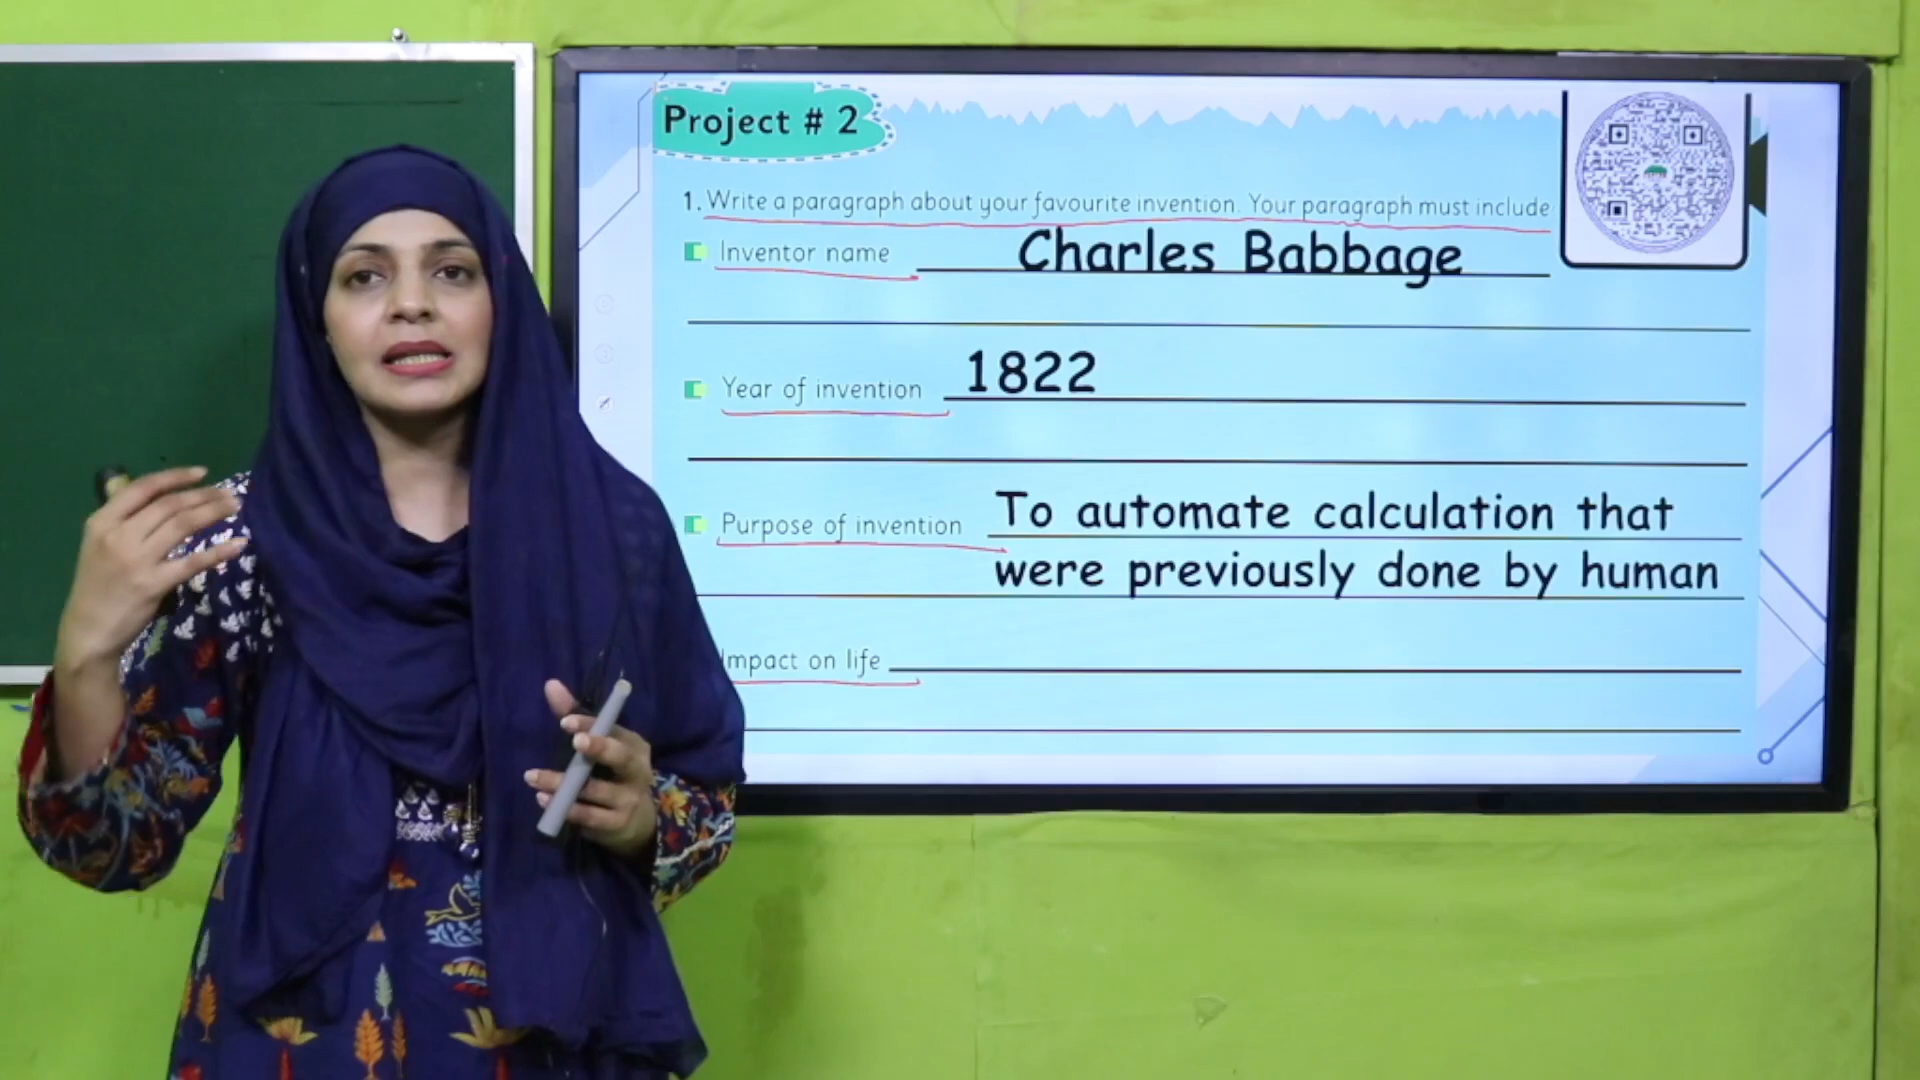 Project # 2
1. Write a paragraph about your favourite invention. Your paragraph must include
Inventor name Charles Babbage
Year of invention 1822
Purpose of invention To automate calculation that
were previously done by human
Impact on life